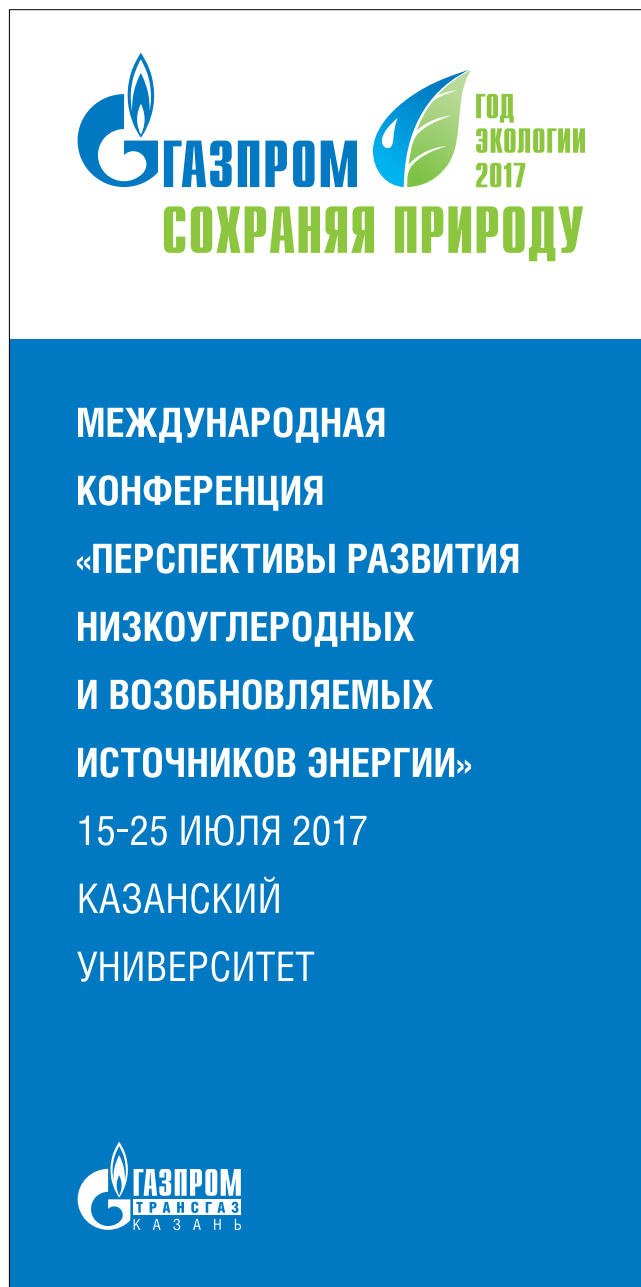 ГАЗПРОМ
ГОД
ЭКОЛОГИИ
2017
СОХРАНЯЯ ПРИРОДУ
МЕЖДУНАРОДНАЯ
КОНФЕРЕНЦИЯ
«ПЕРСПЕКТИВЫ РАЗВИТИЯ
НИЗКОУГЛЕРОДНЫХ
И ВОЗОБНОВЛЯЕМЫХ
ИСТОЧНИКОВ ЭНЕРГИИ»
15-25 ИЮЛЯ 2017
КАЗАНСКИЙ
УНИВЕРСИТЕТ
ГАЗПРОМ
ТРАНСГАЗ
КАЗАНЬ